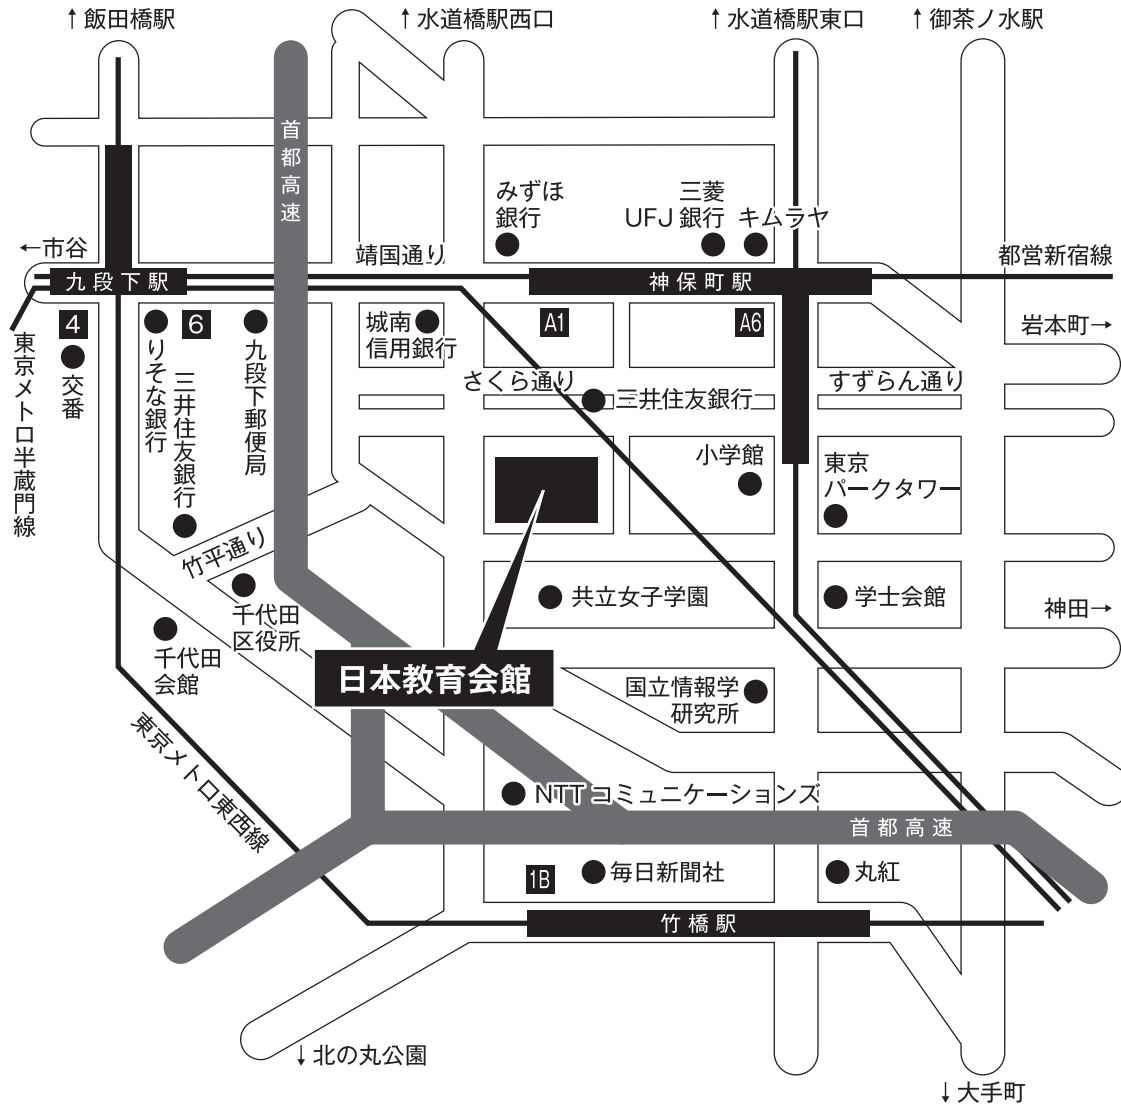 ↑飯田橋駅
↑水道橋駅西口
↑水道橋駅東口
↑御茶ノ水駅
首都高速
みずほ
銀行
三菱
UFJ 銀行
キムラヤ
←市谷
靖国通り
都営新宿線
九段下駅
神保町駅
4
6
A1
A6
岩本町→
城南
信用銀行
東京メトロ半蔵門線
交番
りそな銀行
三井住友銀行
九段下郵便局
さくら通り
すずらん通り
三井住友銀行
小学館
東京
パークタワー
竹平通り
千代田
区役所
共立女子学園
学士会館
神田→
千代田
会館
日本教育会館
国立情報学
研究所
東京メトロ東西線
NTT コミュニケーションズ
首都高速
1B
毎日新聞社
丸紅
竹橋駅
↓北の丸公園
↓大手町